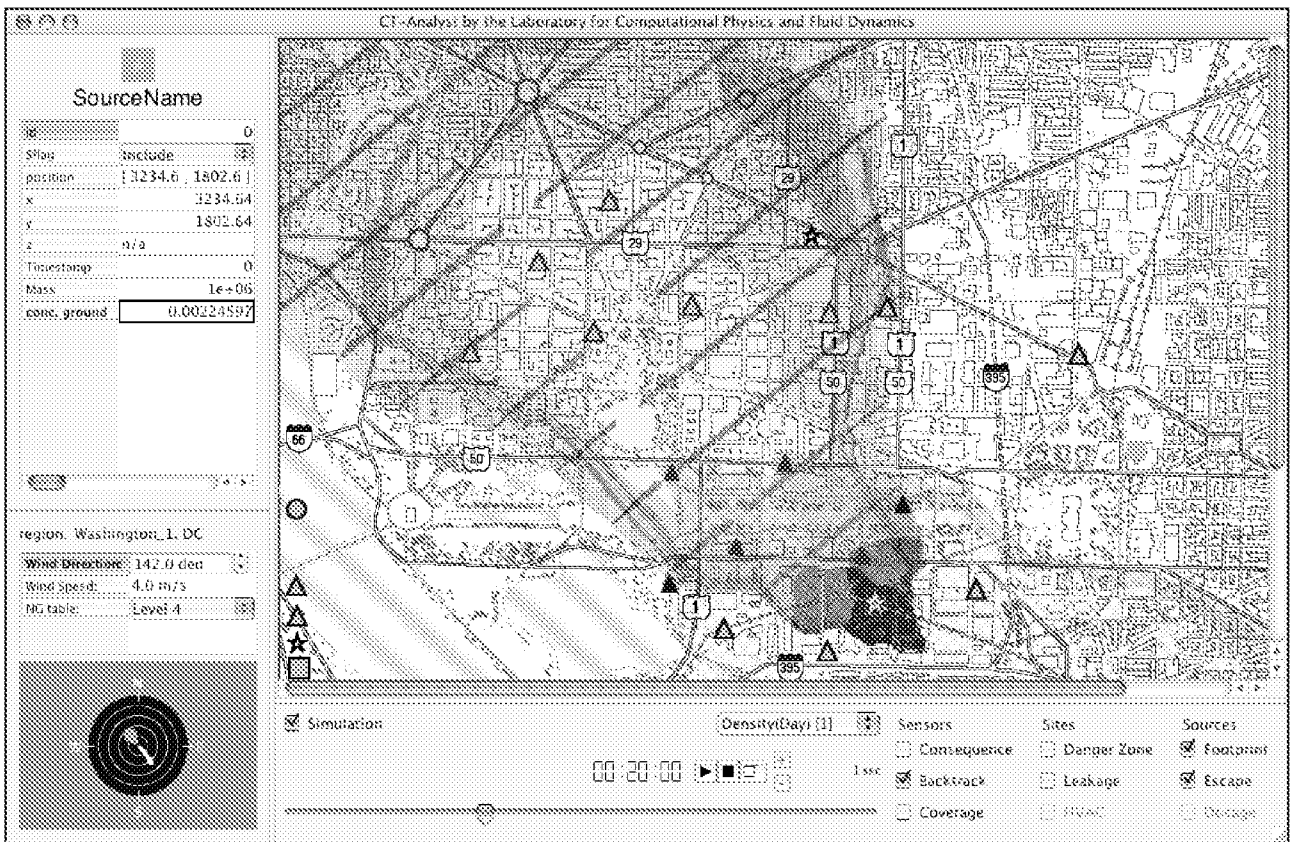 CT-Analyst by the Laboratory for Computational Physics and Fluid Dynamics
SourceName
id 0
Sflag Include
position [ 3234.6 , 1802.6 ]
x 3234.64
y 1802.64
z n/a
Timestamp 0
Mass 1e+06
conc. ground 0.00224597
region. Washington_1, DC
Wind Direction: 142.0 deg
Wind Speed: 4.0 m/s
NG table: Level 4
1
29
29
1
1
50
50
395
66
50
1
395
Simulation
Density(Day) [1]
00:20:00
1 sec
Sensors
Consequence
Backtrack
Coverage
Sites
Danger Zone
Leakage
HVAC
Sources
Footprint
Escape
Dosage